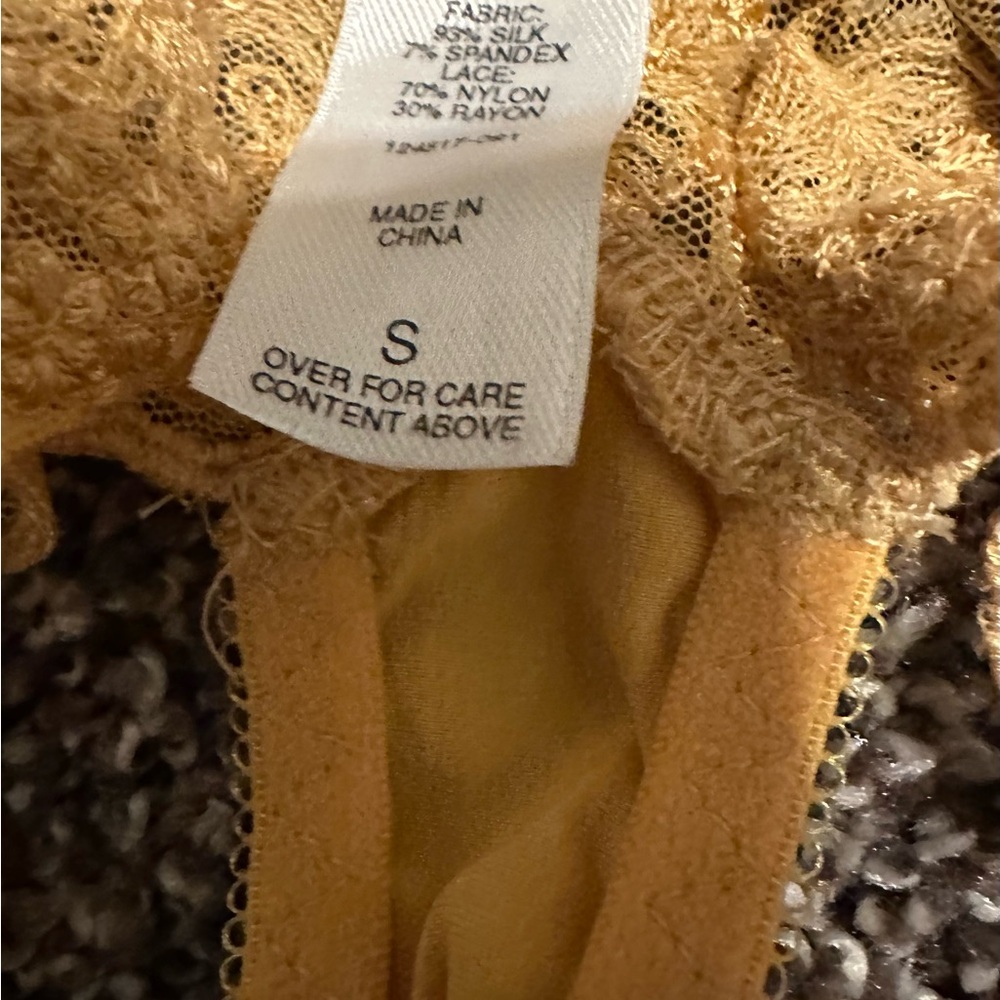 FABRIC:
93% SILK
7% SPANDEX
LACE:
70% NYLON
30% RAYON
MADE IN
CHINA
S
OVER FOR CARE
CONTENT ABOVE